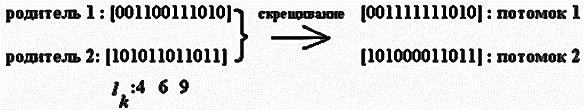 родитель 1 : [001100111010] скрещивание [001111111010] : потомок 1
родитель 2: [101011011011] [101000011011] : потомок 2
l k :4 6 9